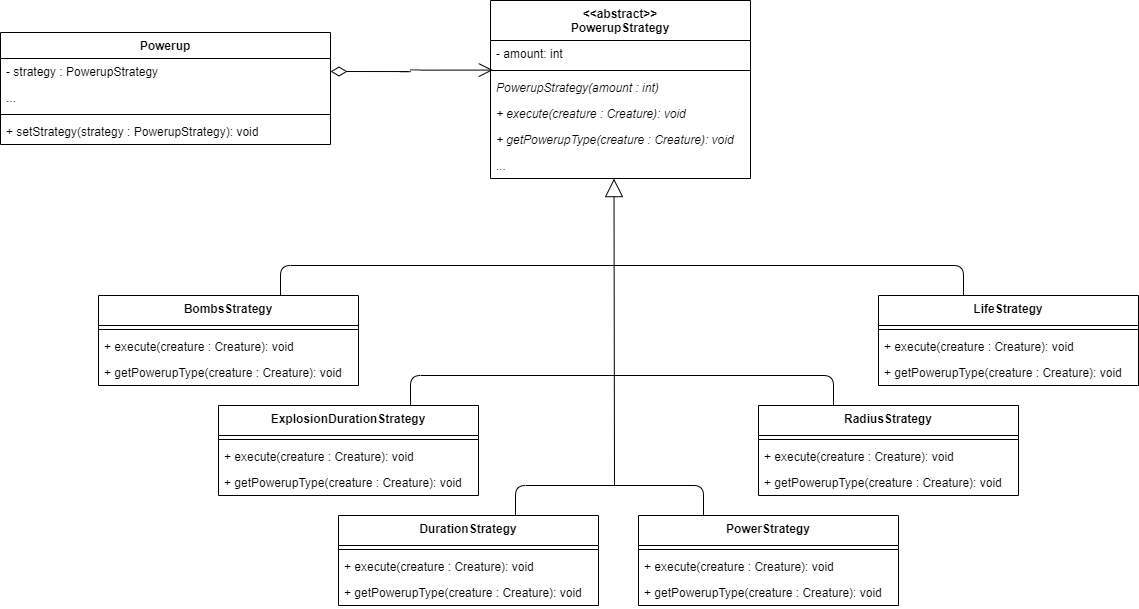 <<abstract>>
PowerupStrategy
- amount: int
PowerupStrategy(amount : int)
+ execute(creature : Creature): void
+ getPowerupType(creature : Creature): void
...
Powerup
- strategy : PowerupStrategy
...
+ setStrategy(strategy : PowerupStrategy): void
BombsStrategy
+ execute(creature : Creature): void
+ getPowerupType(creature : Creature): void
LifeStrategy
+ execute(creature : Creature): void
+ getPowerupType(creature : Creature): void
ExplosionDurationStrategy
+ execute(creature : Creature): void
+ getPowerupType(creature : Creature): void
RadiusStrategy
+ execute(creature : Creature): void
+ getPowerupType(creature : Creature): void
DurationStrategy
+ execute(creature : Creature): void
+ getPowerupType(creature : Creature): void
PowerStrategy
+ execute(creature : Creature): void
+ getPowerupType(creature : Creature): void